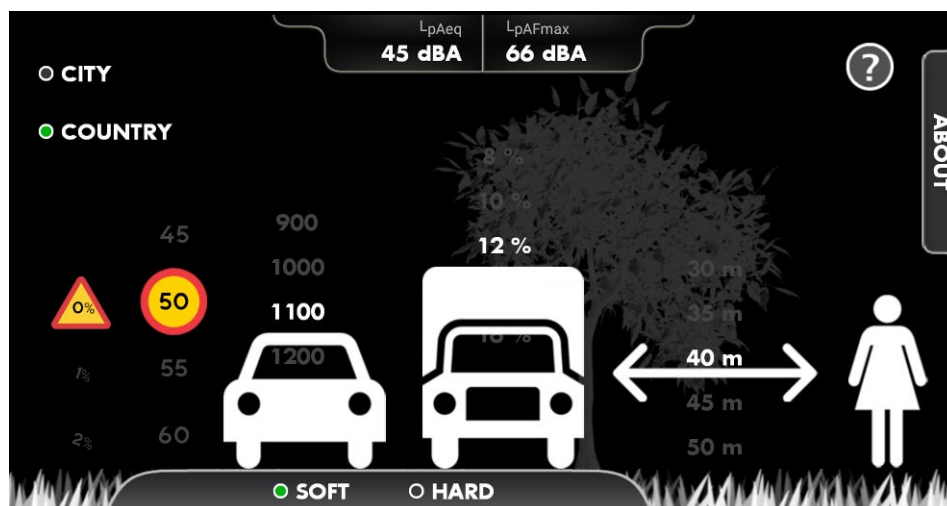 LpAeq
45 dBA
LpAFmax
66 dBA
?
CITY
COUNTRY
ABOUT
8 %
10 %
12 %
900
1000
1100
1200
45
50
55
60
0%
1%
2%
30 m
35 m
40 m
45 m
50 m
SOFT
HARD